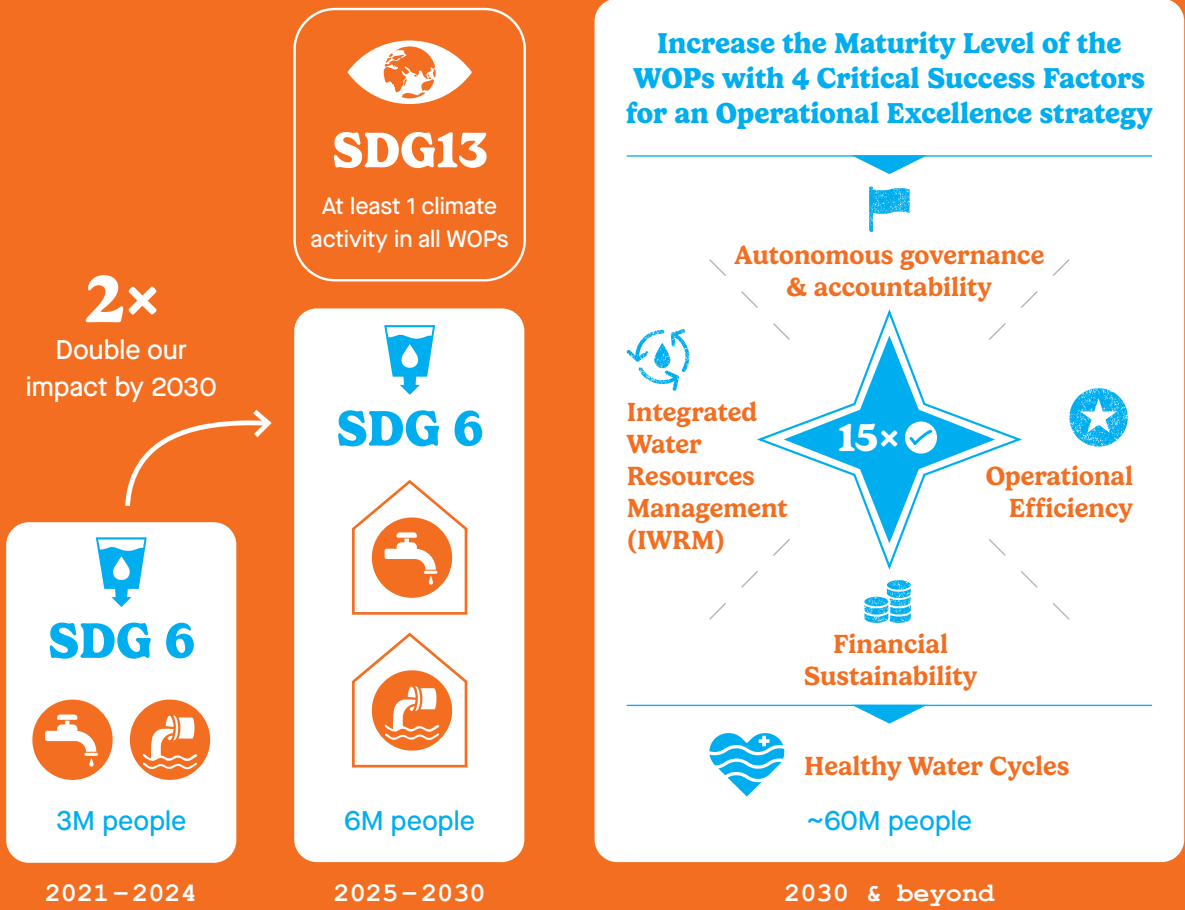 2×
Double our
impact by 2030
SDG 6
3M people
2021–2024
SDG13
At least 1 climate
activity in all WOPs
SDG 6
6M people
2025–2030
Increase the Maturity Level of the
WOPs with 4 Critical Success Factors
for an Operational Excellence strategy
Autonomous governance
& accountability
Integrated
Water
Resources
Management
(IWRM)
15×
Operational
Efficiency
Financial
Sustainability
Healthy Water Cycles
~60M people
2030 & beyond